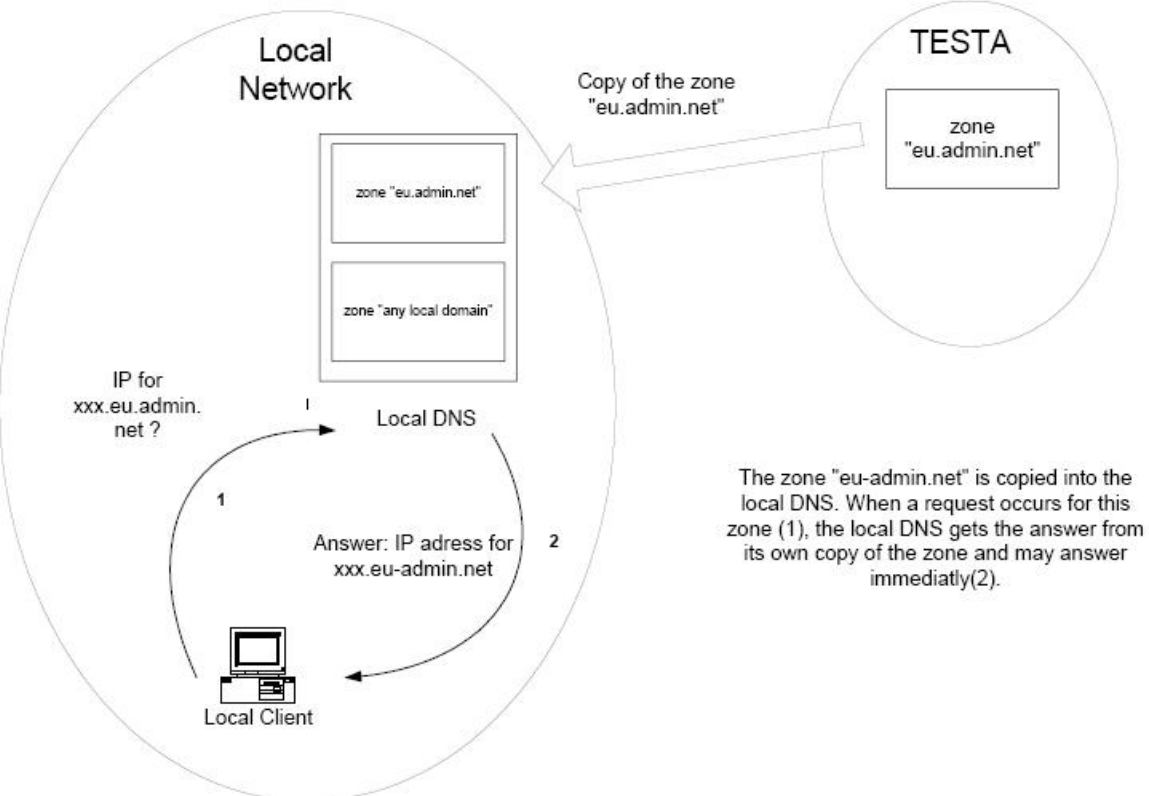 Local
Network
TESTA
Copy of the zone
"eu.admin.net"
zone
"eu.admin.net"
zone "eu.admin.net"
zone "any local domain"
IP for
xxx.eu.admin.
net ?
Local DNS
1
Answer: IP adress for
xxx.eu-admin.net
2
Local Client
The zone "eu-admin.net" is copied into the
local DNS. When a request occurs for this
zone (1), the local DNS gets the answer from
its own copy of the zone and may answer
immediatly(2).